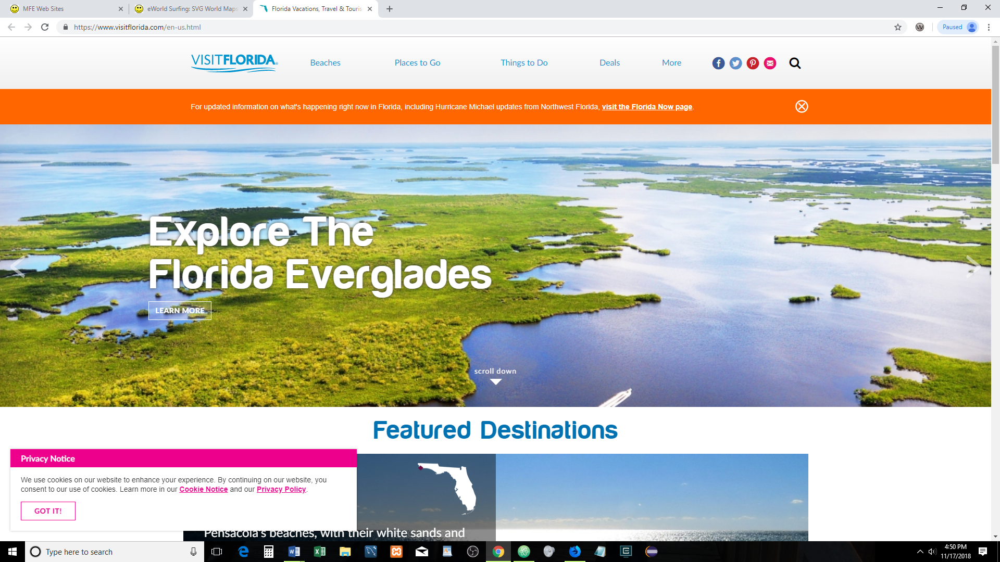 MFE Web Sites
eWorld Surfing: SVG World Maps
Florida Vacations, Travel & Touris
https://www.visitflorida.com/en-us.html
Paused
VISITFLORIDA
Beaches
Places to Go
Things to Do
Deals
More
For updated information on what's happening right now in Florida, including Hurricane Michael updates from Northwest Florida, visit the Florida Now page.
Explore The
Florida Everglades
LEARN MORE
scroll down
Featured Destinations
Privacy Notice
We use cookies on our website to enhance your experience. By continuing on our website, you
consent to our use of cookies. Learn more in our Cookie Notice and our Privacy Policy.
GOT IT!
Pensacola's beaches, with their white sands and
Type here to search
4:50 PM
11/17/2018